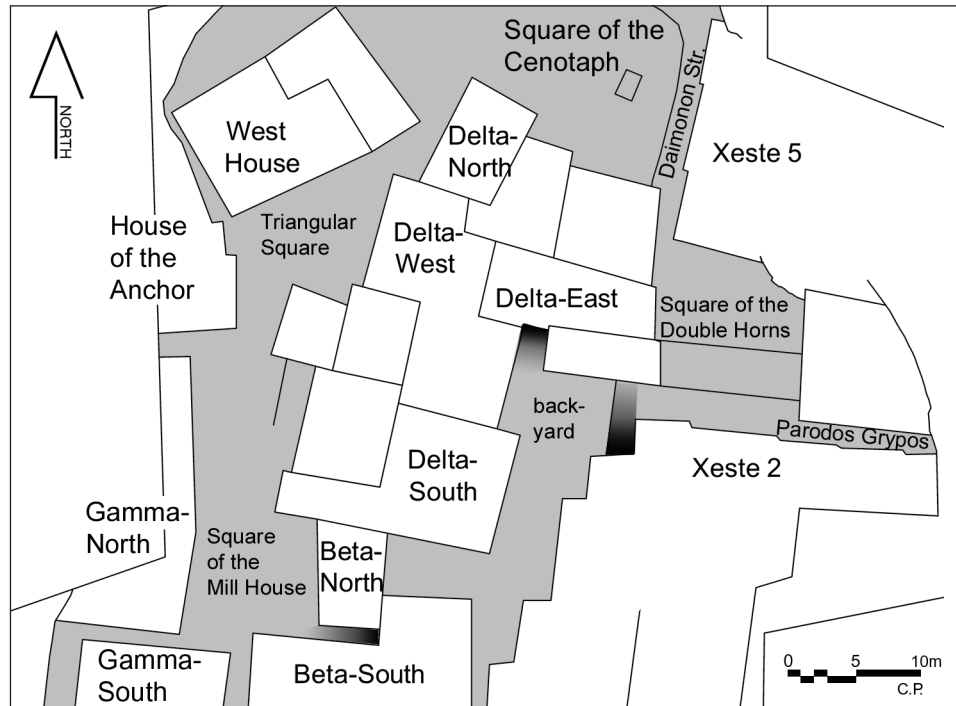 NORTH
Square of the
Cenotaph
Daimonon Str.
West
House
Delta-
North
Xeste 5
House
of the
Anchor
Triangular
Square
Delta-
West
Delta-East
Square of the
Double Horns
back-
yard
Parodos Grypos
Xeste 2
Delta-
South
Gamma-
North
Square
of the
Mill House
Beta-
North
Gamma-
South
Beta-South
0 5 10m
C.P.